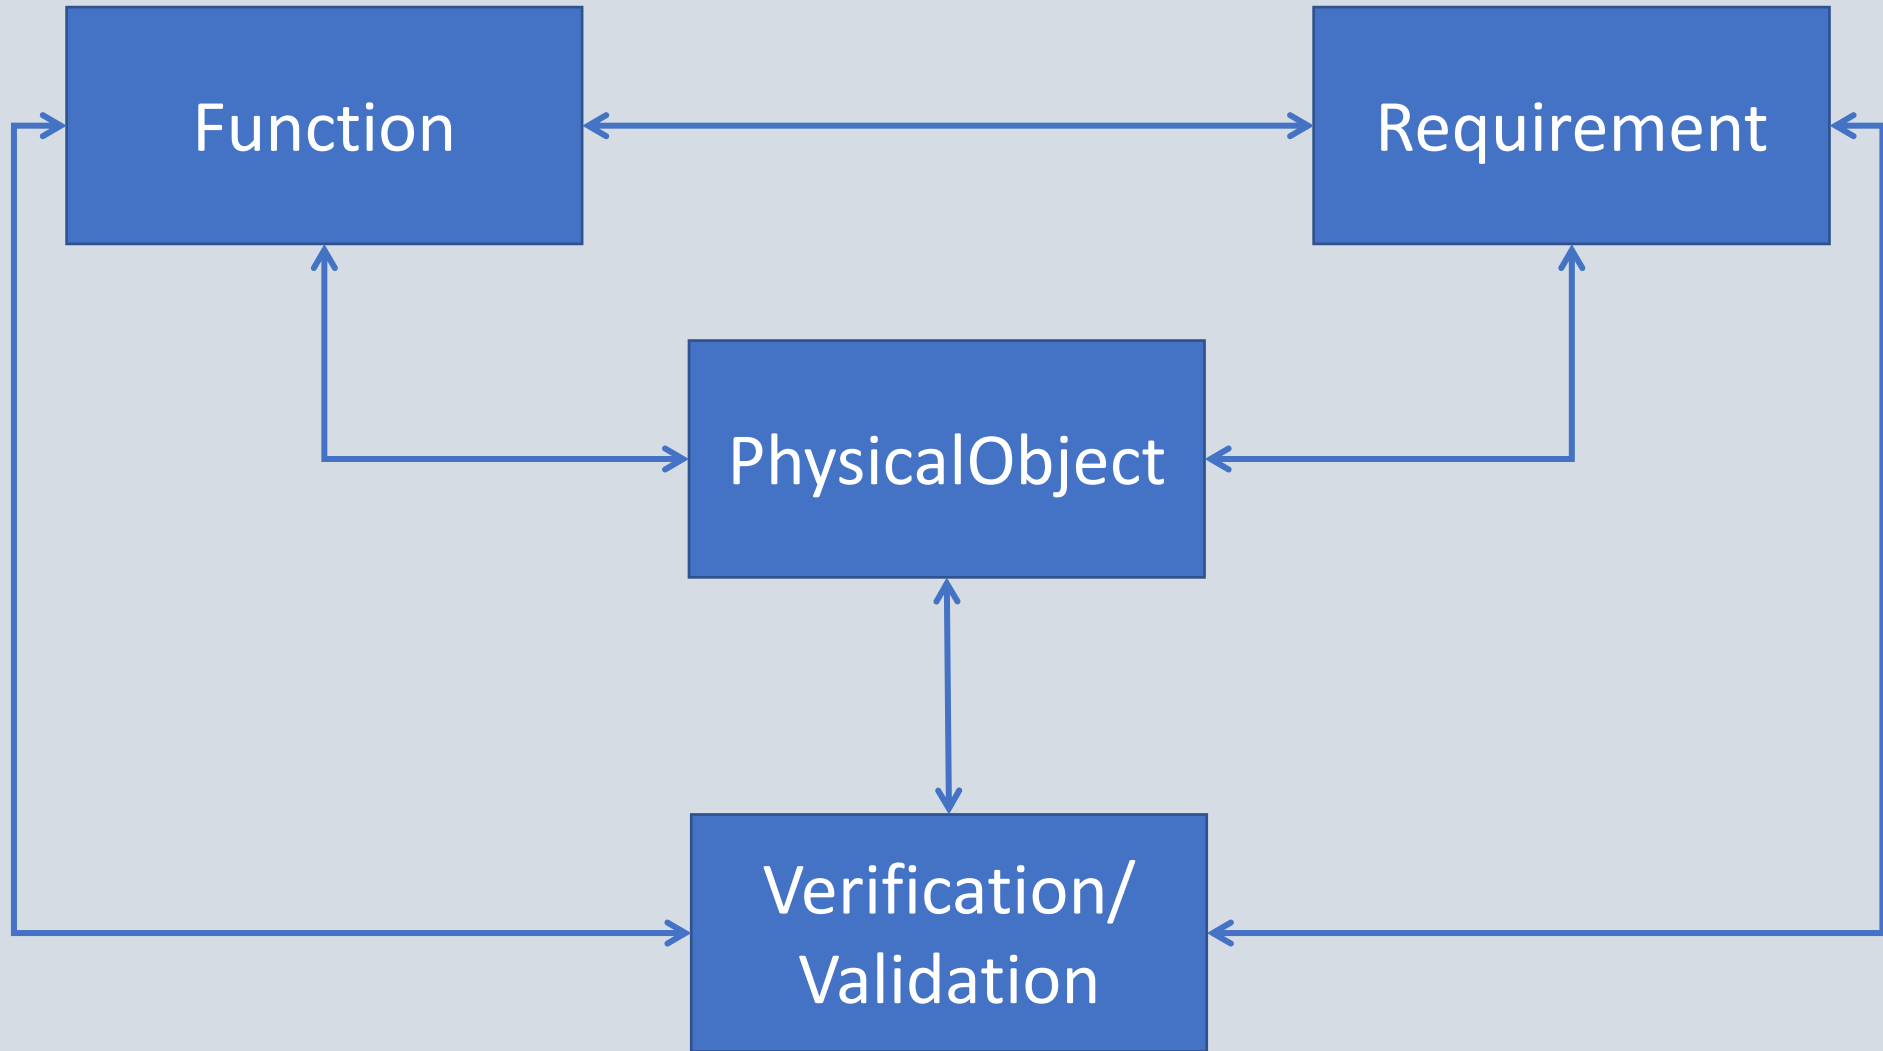 Function
Requirement
PhysicalObject
Verification/
Validation